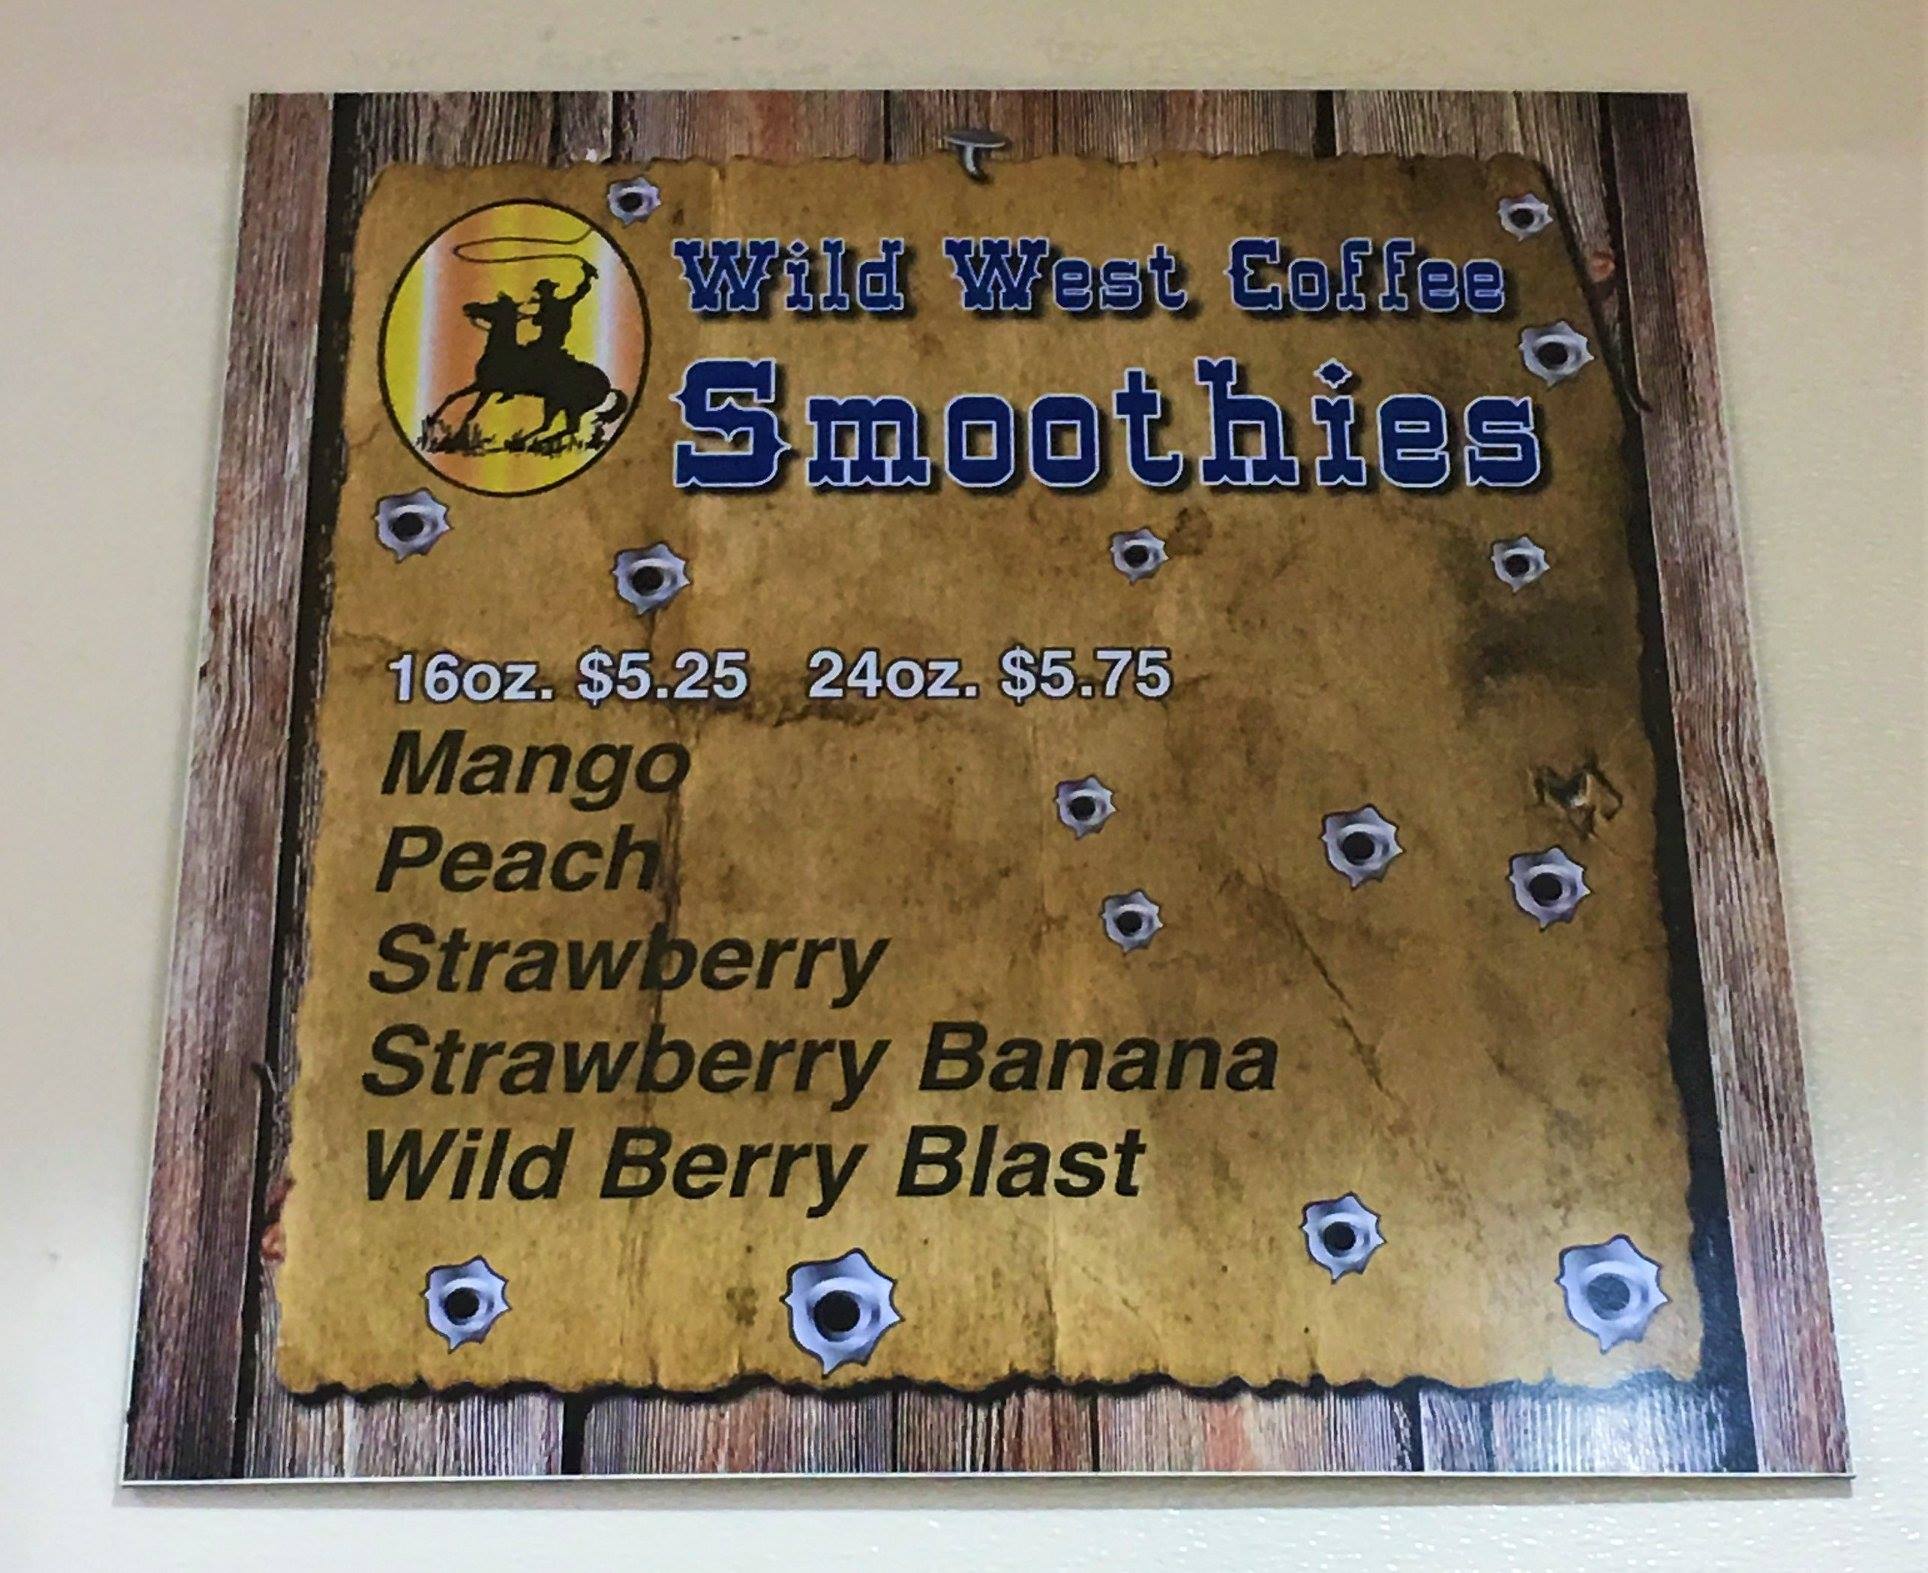 Wild West Coffee
Smoothies
16oz. $5.25 24oz. $5.75
Mango
Peach
Strawberry
Strawberry Banana
Wild Berry Blast